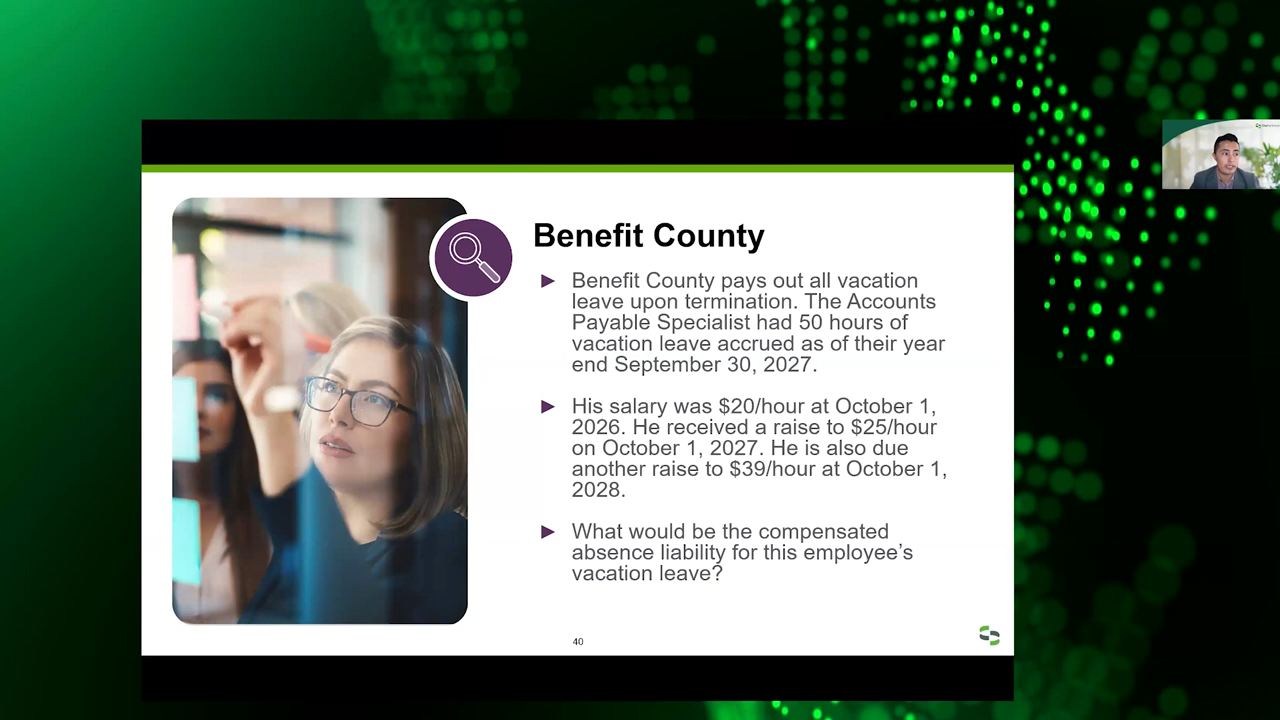 Benefit County
► Benefit County pays out all vacation
leave upon termination. The Accounts
Payable Specialist had 50 hours of
vacation leave accrued as of their year
end September 30, 2027.
► His salary was $20/hour at October 1,
2026. He received a raise to $25/hour
on October 1, 2027. He is also due
another raise to $39/hour at October 1,
2028.
► What would be the compensated
absence liability for this employee’s
vacation leave?
40